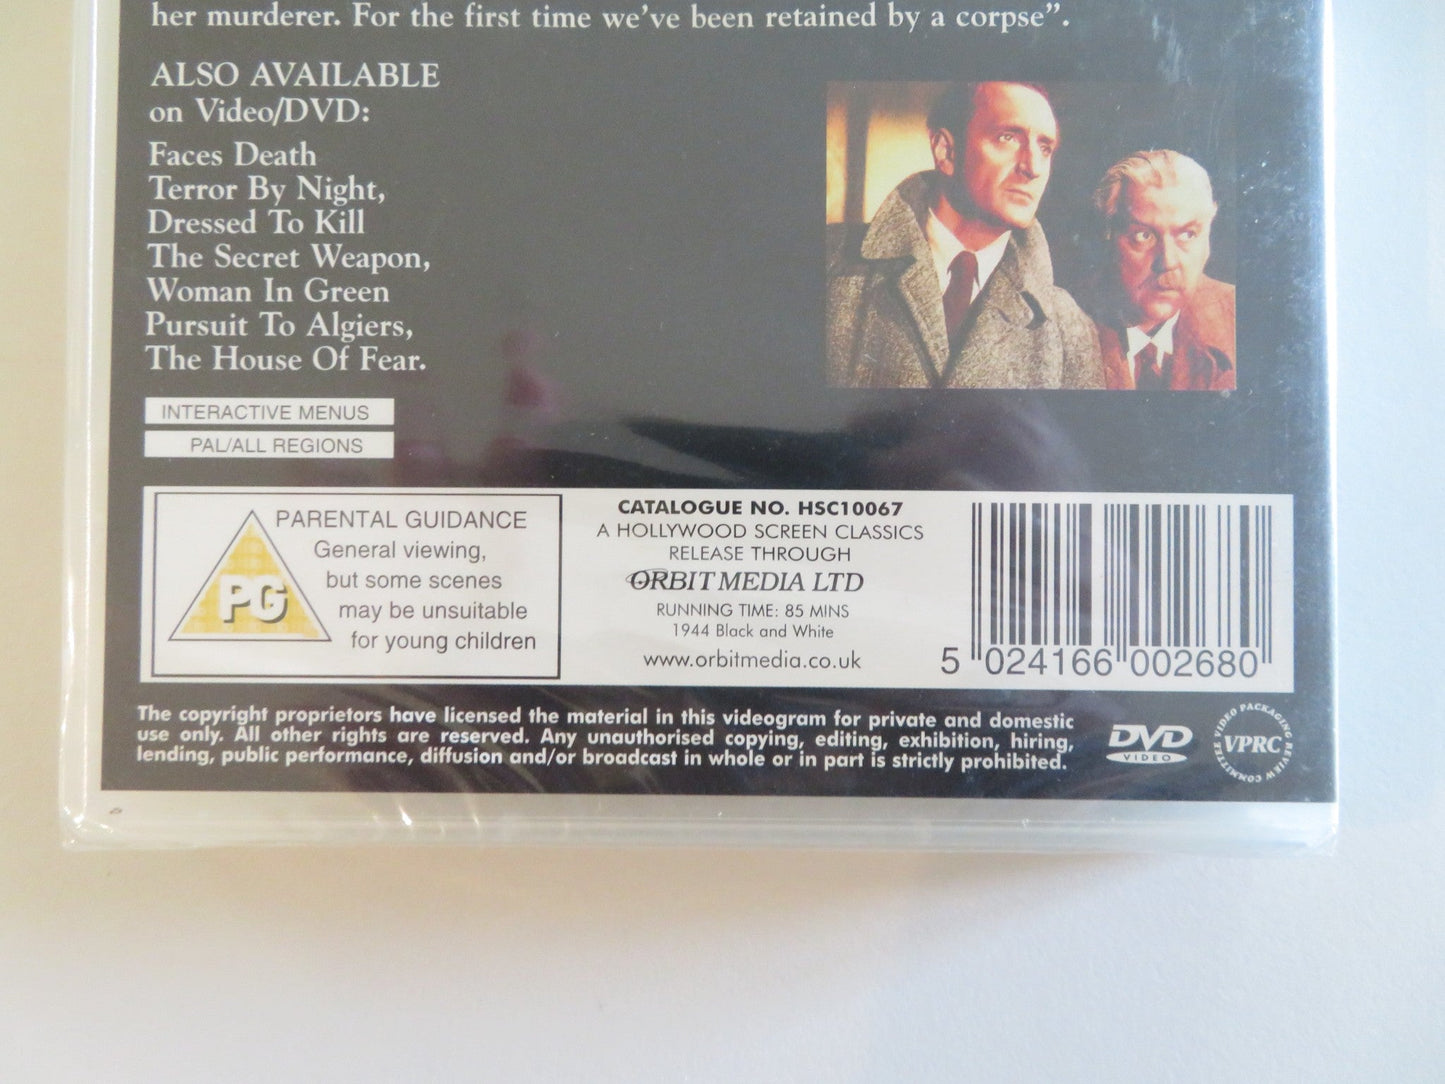 her murderer. For the first time we've been retained by a corpse".
ALSO AVAILABLE
on Video/DVD:
Faces Death
Terror By Night,
Dressed To Kill
The Secret Weapon,
Woman In Green
Pursuit To Algiers,
The House Of Fear.
INTERACTIVE MENUS
PAL/ALL REGIONS
PG
PARENTAL GUIDANCE
General viewing,
but some scenes
may be unsuitable
for young children
CATALOGUE NO. HSC10067
A HOLLYWOOD SCREEN CLASSICS
RELEASE THROUGH
ORBIT MEDIA LTD
RUNNING TIME: 85 MINS
1944 Black and White
www.orbitmedia.co.uk
5 024166 002680
The copyright proprietors have licensed the material in this videogram for private and domestic
use only. All other rights are reserved. Any unauthorised copying, editing, exhibition, hiring,
lending, public performance, diffusion and/or broadcast in whole or in part is strictly prohibited.
DVD
VIDEO
VIDEO PACKAGING REVIEW COMMITTEE
VPRC